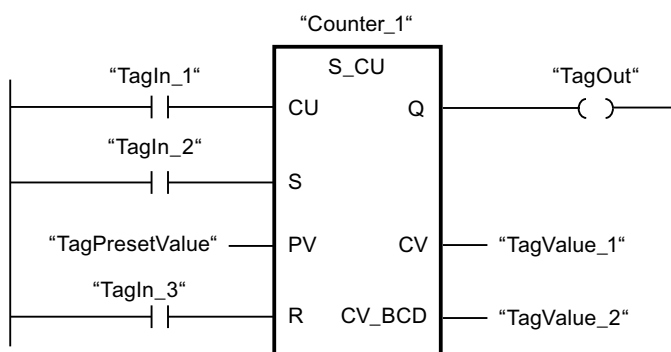 “Counter_1“
S_CU
“TagIn_1“
“TagOut“
CU
Q
“TagIn_2“
S
“TagPresetValue“
PV
CV
“TagValue_1“
“TagIn_3“
R
CV_BCD
“TagValue_2“